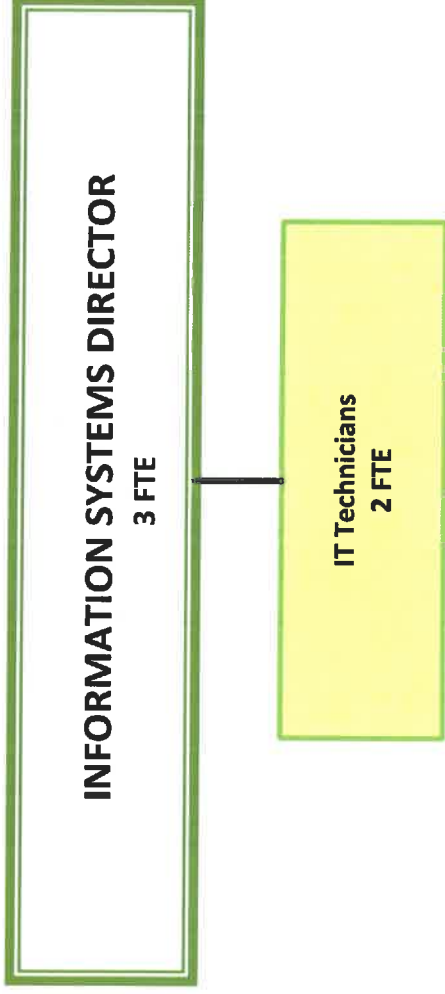 INFORMATION SYSTEMS DIRECTOR
3 FTE
IT Technicians
2 FTE